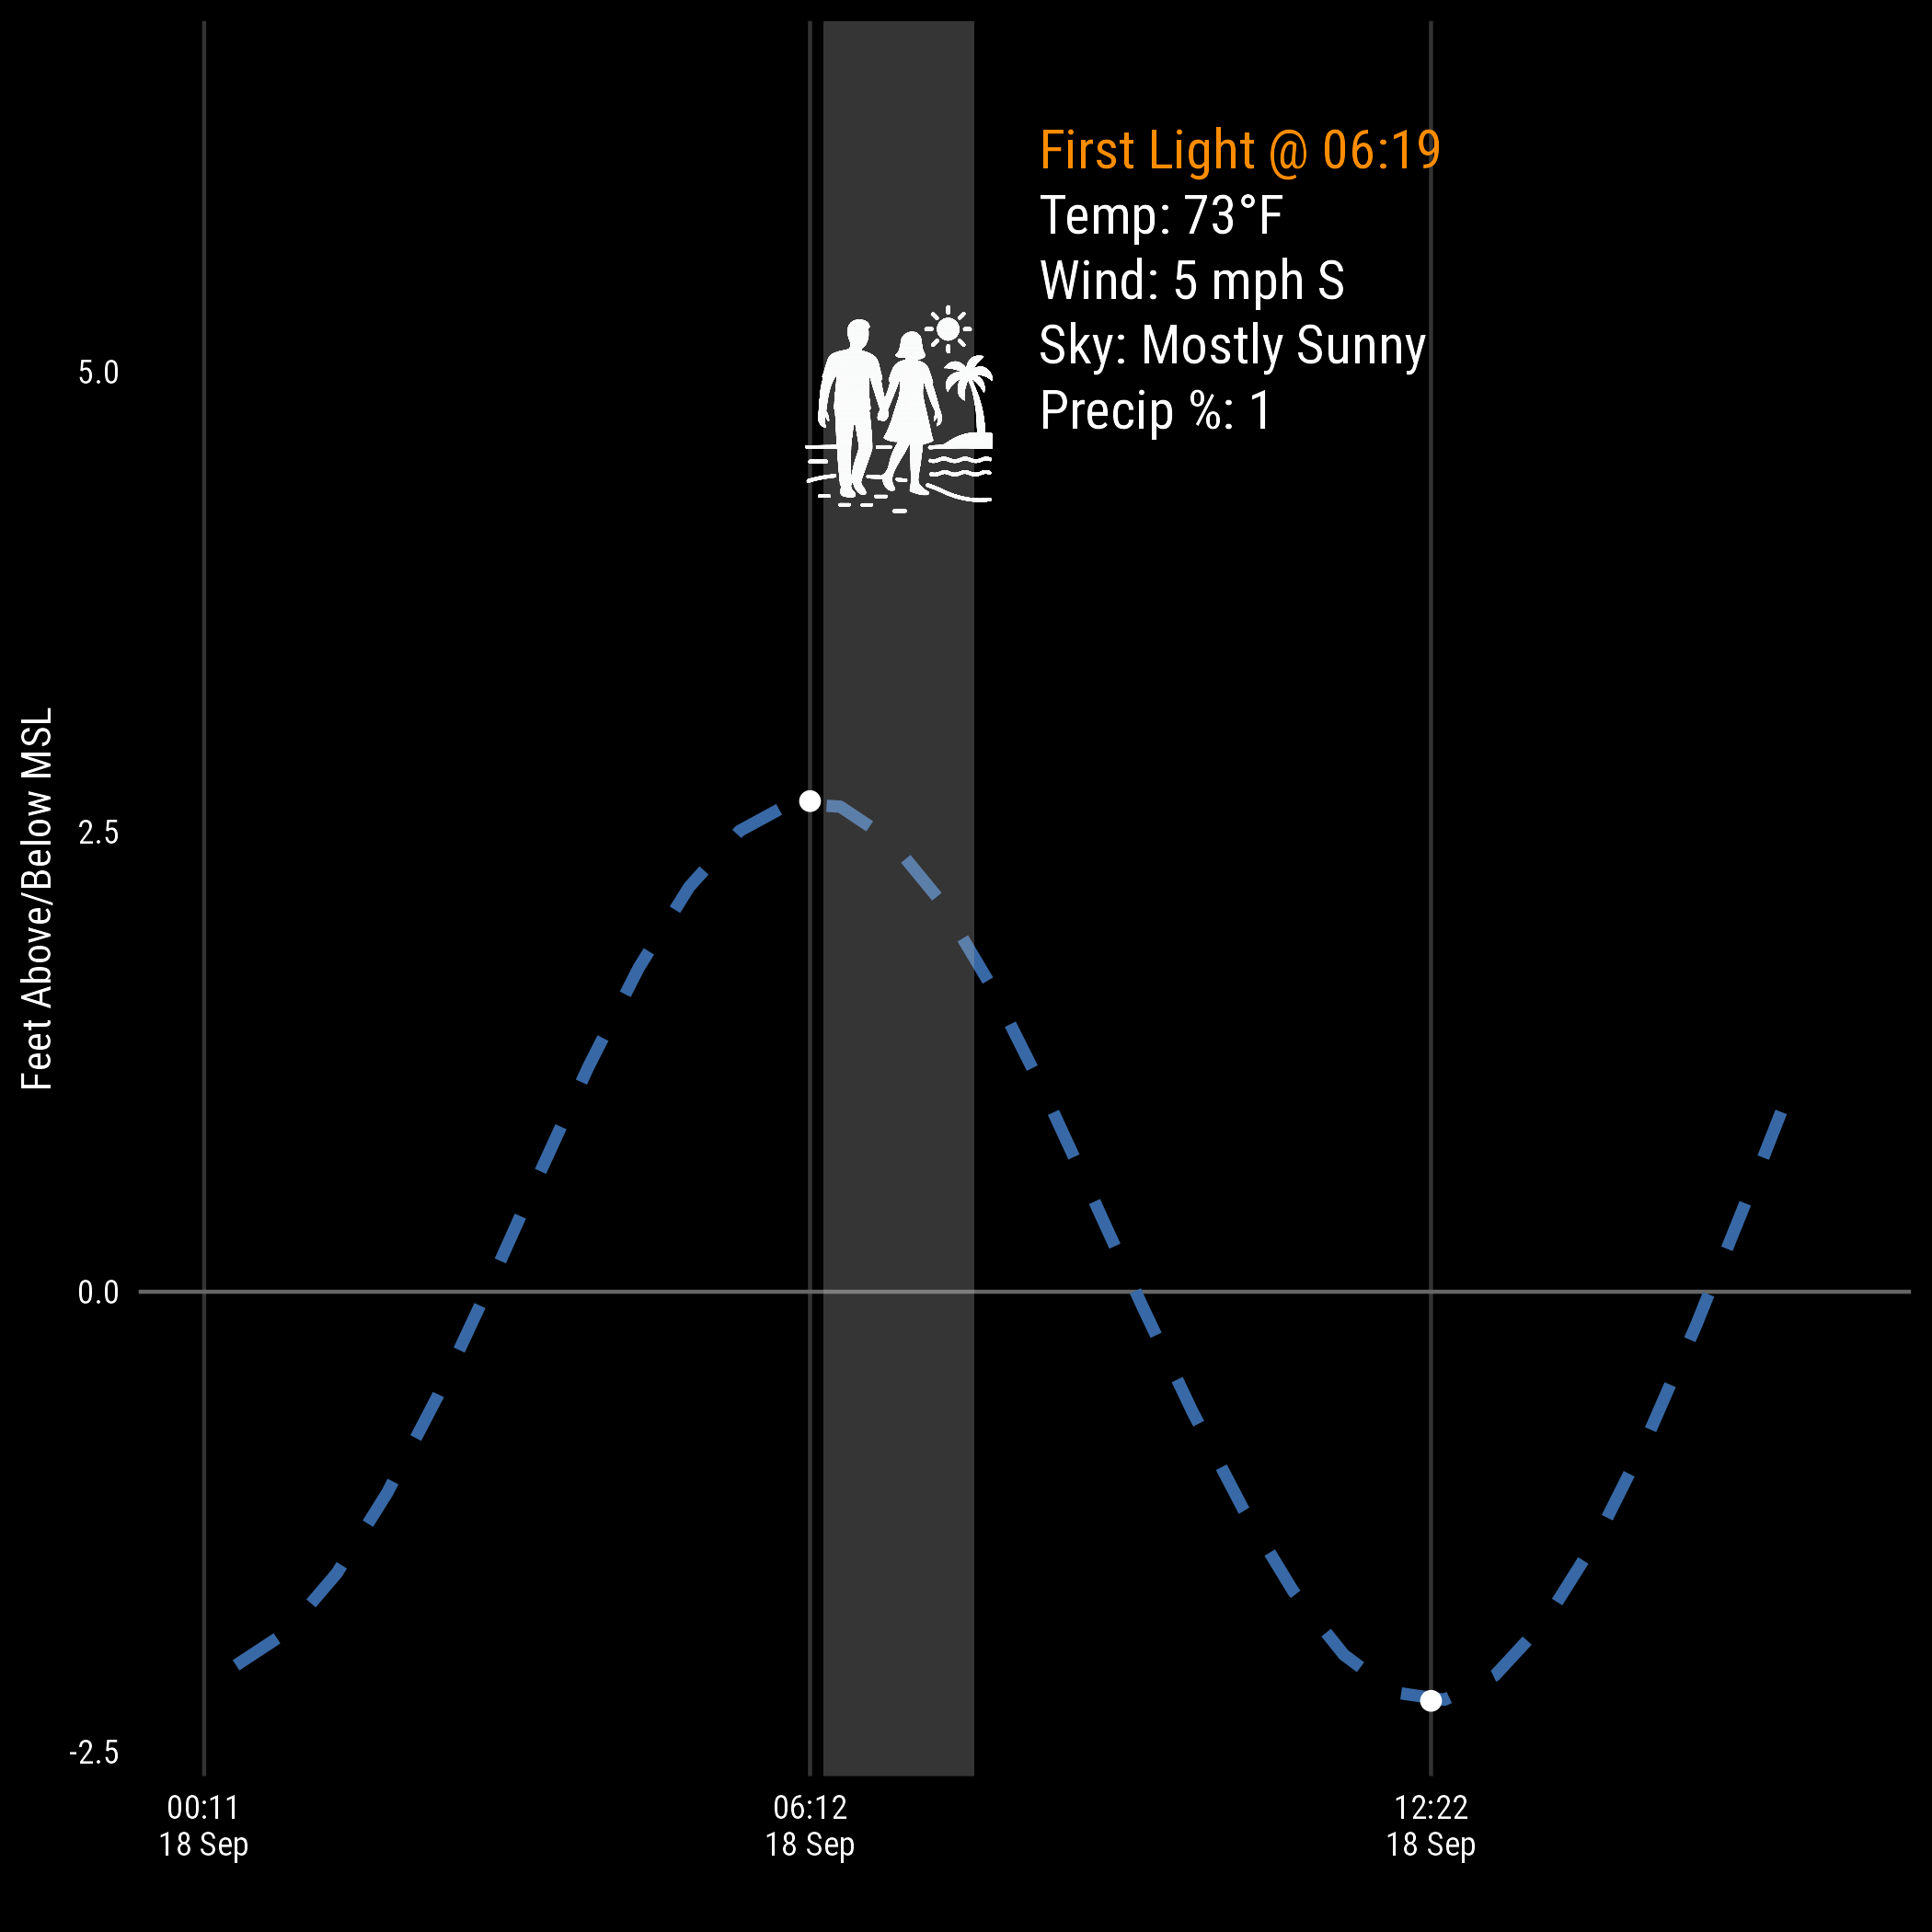 First Light @ 06:19
Temp: 73°F
Wind: 5 mph S
Sky: Mostly Sunny
Precip %: 1
Feet Above/Below MSL
5.0
2.5
0.0
-2.5
00:11
18 Sep
06:12
18 Sep
12:22
18 Sep